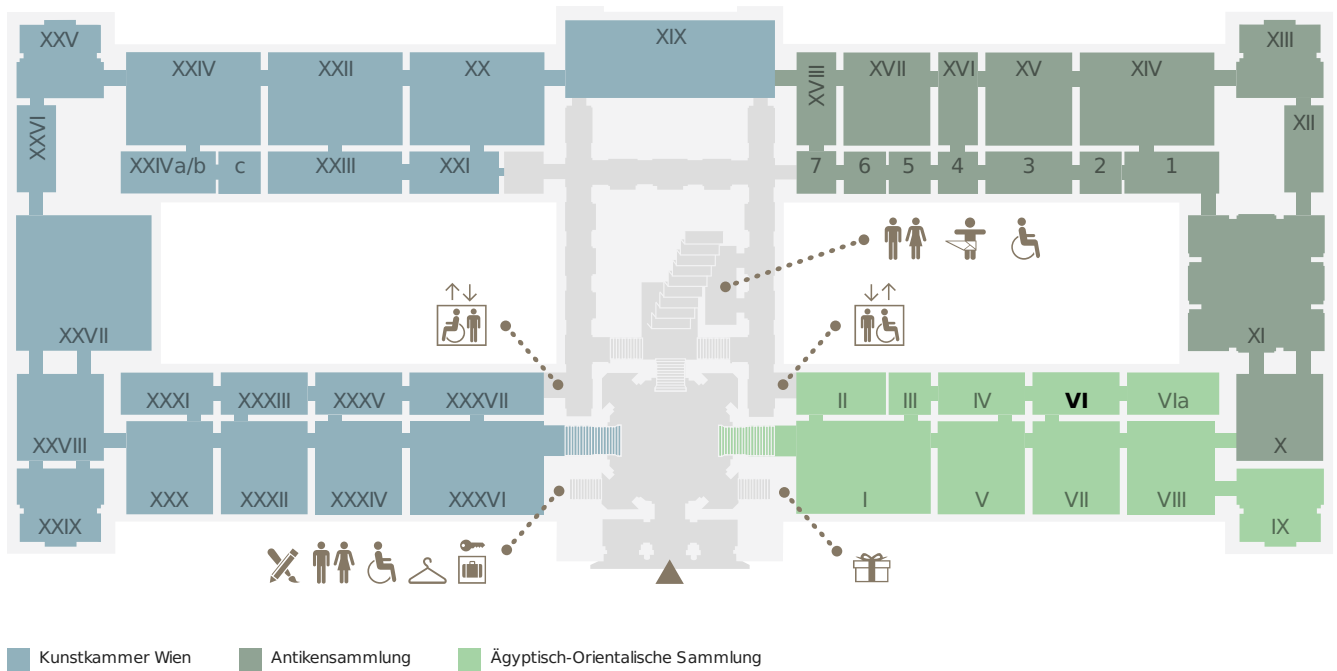 XXV
XIX
XIII
XXIV
XXII
XX
XVIII
XVII
XVI
XV
XIV
XXVI
XII
XXIVa/b
c
XXIII
XXI
7
6
5
4
3
2
1
XXVII
XI
XXXI
XXXIII
XXXV
XXXVII
II
III
IV
VI
VIa
XXVIII
X
XXX
XXXII
XXXIV
XXXVI
I
V
VII
VIII
XXIX
IX
Kunstkammer Wien
Antikensammlung
Ägyptisch-Orientalische Sammlung